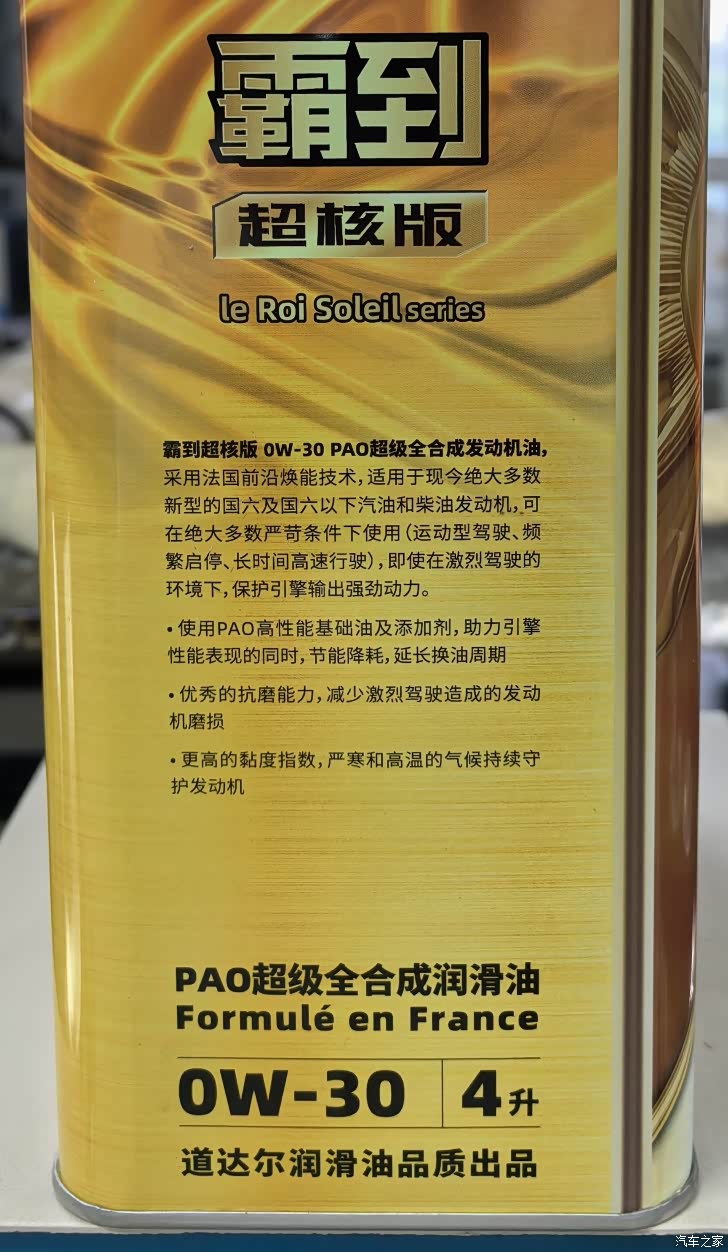 霸到
超核版
le Roi Soleil series
霸到超核版 0W-30 PAO超级全合成发动机油,
采用法国前沿焕能技术,适用于现今绝大多数
新型的国六及国六以下汽油和柴油发动机,可
在绝大多数严苛条件下使用(运动型驾驶、频
繁启停、长时间高速行驶),即使在激烈驾驶的
环境下,保护引擎输出强劲动力。
• 使用PAO高性能基础油及添加剂,助力引擎
性能表现的同时,节能降耗,延长换油周期
• 优秀的抗磨能力,减少激烈驾驶造成的发动
机磨损
• 更高的黏度指数,严寒和高温的气候持续守
护发动机
PAO超级全合成润滑油
Formulé en France
0W-30 4升
道达尔润滑油品质出品
汽车之家